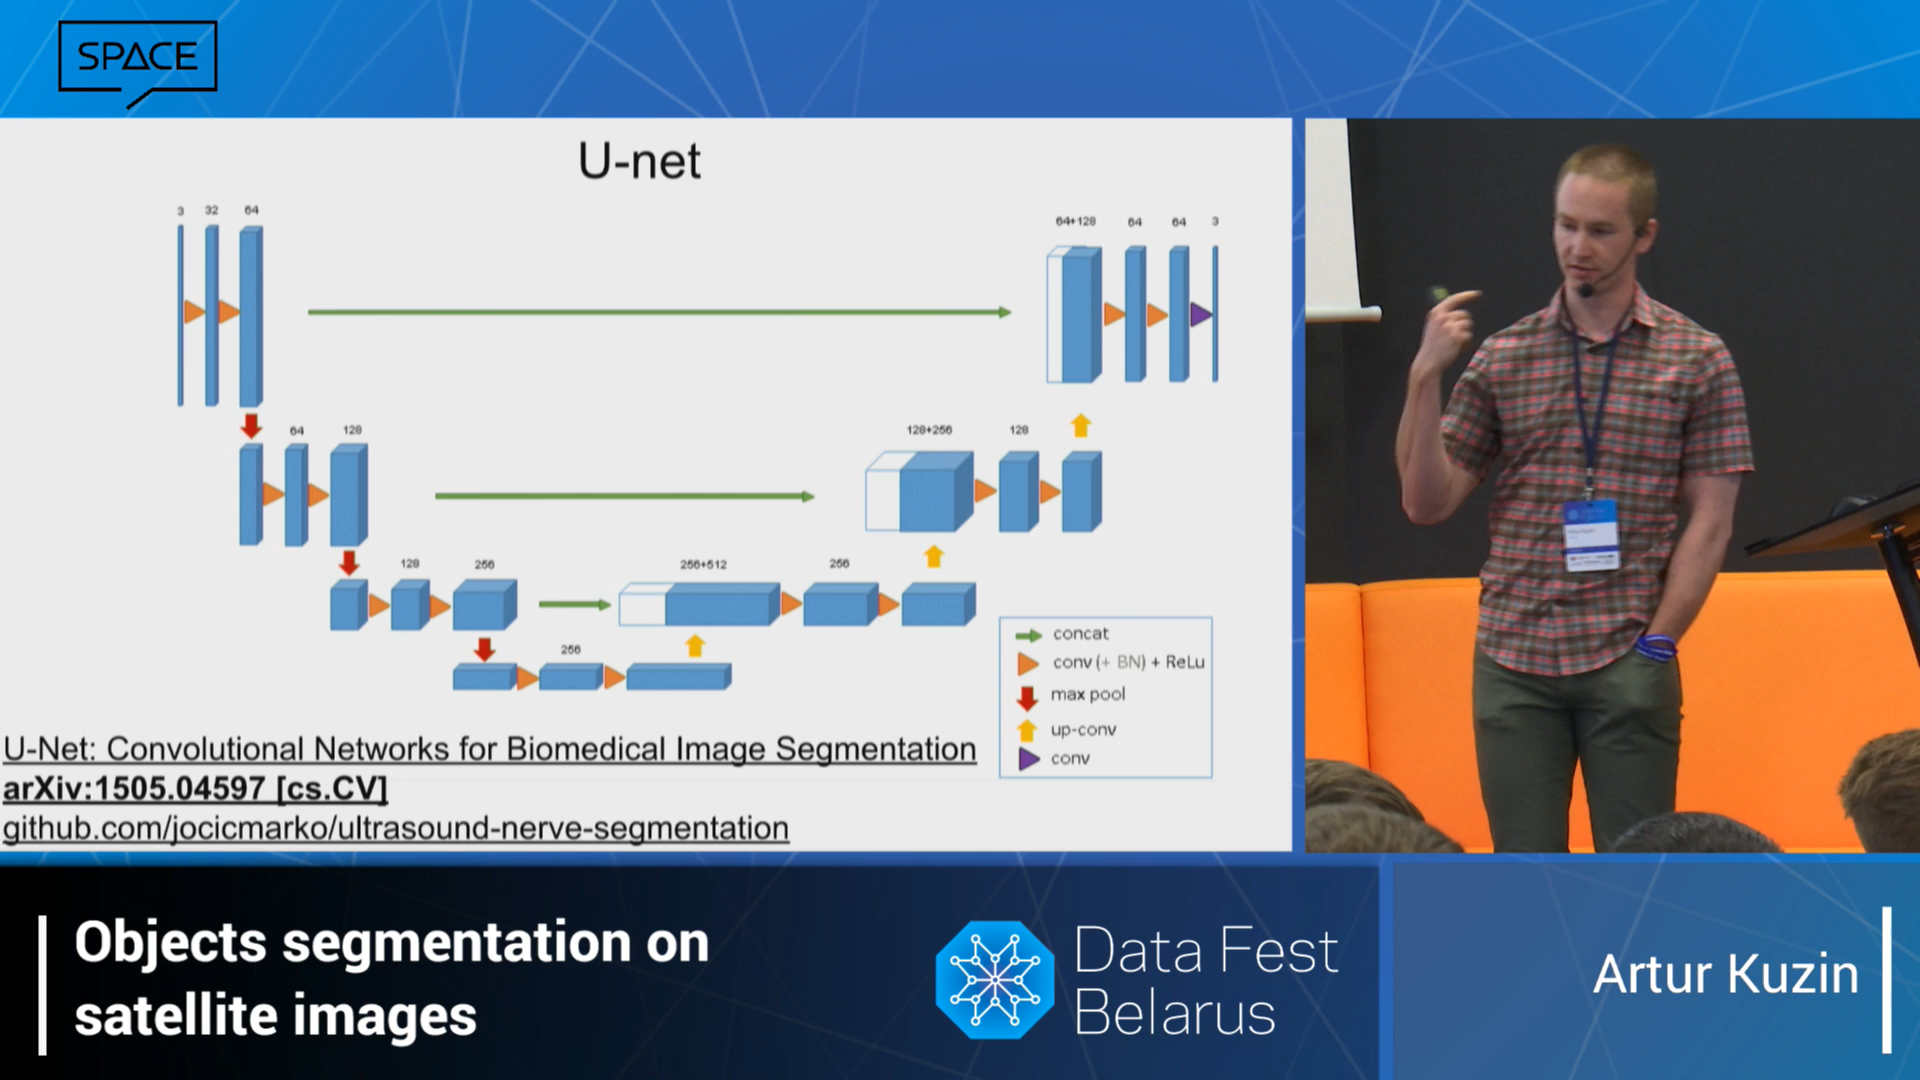 SPACE
U-net
3 32 64
64+128 64 64 3
64 128
128+256 128
128 256
256+512 256
256
concat
conv (+ BN) + ReLu
max pool
up-conv
conv
U-Net: Convolutional Networks for Biomedical Image Segmentation
arXiv:1505.04597 [cs.CV]
github.com/jocicmarko/ultrasound-nerve-segmentation
Objects segmentation on
satellite images
Data Fest
Belarus
Artur Kuzin